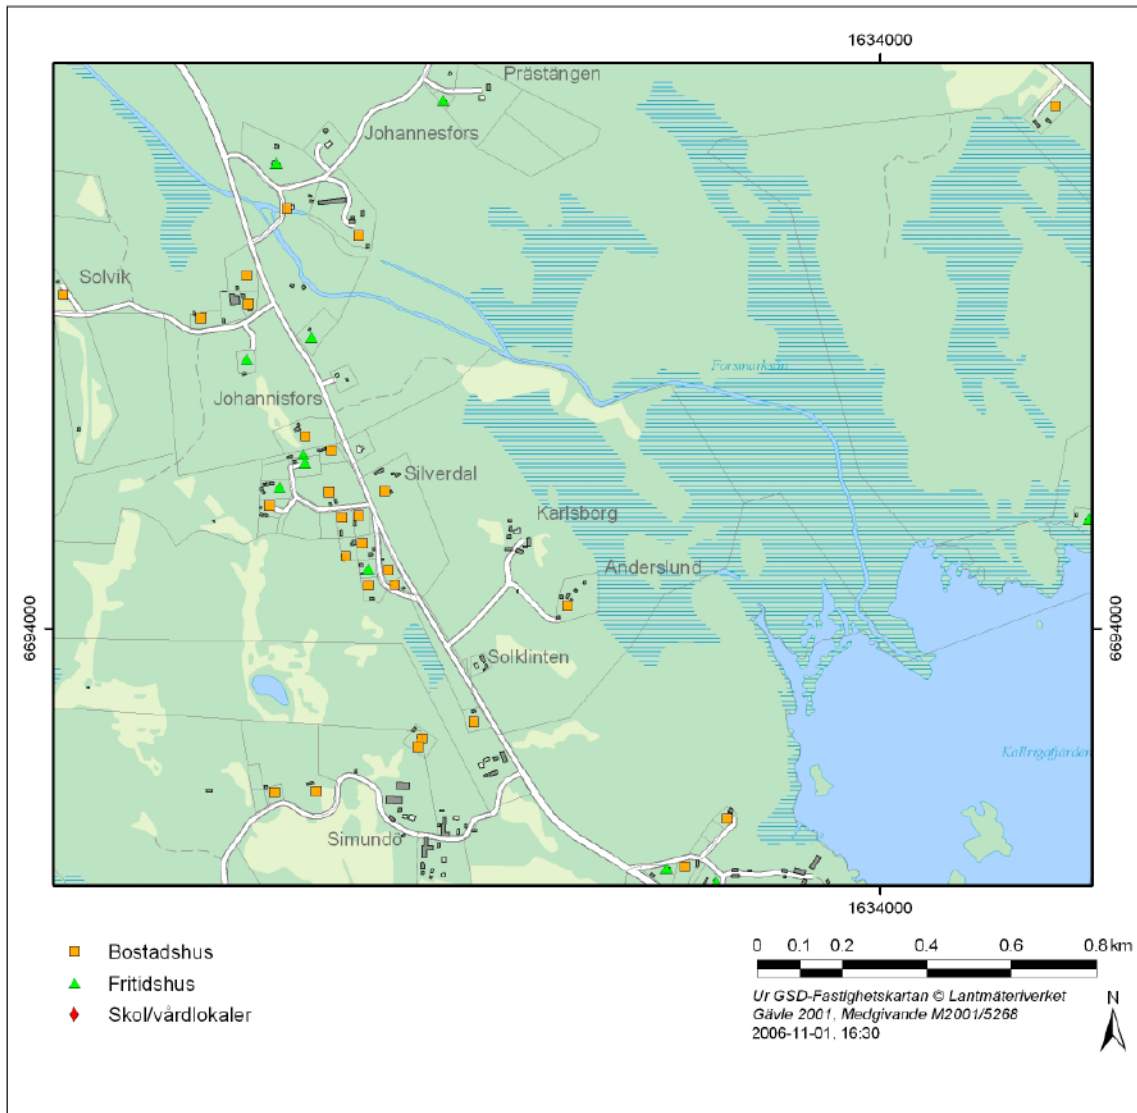 1634000
Prästängen
Johannesfors
Solvik
Forsmarksån
Johannisfors
Silverdal
Karlsborg
Anderslund
6694000
6694000
Solklinten
Kallrigafjärden
Simundö
1634000
Bostadshus
Fritidshus
Skol/vårdlokaler
0 0.1 0.2 0.4 0.6 0.8 km
Ur GSD-Fastighetskartan © Lantmäteriverket
Gävle 2001, Medgivande M2001/5268
2006-11-01, 16:30
N